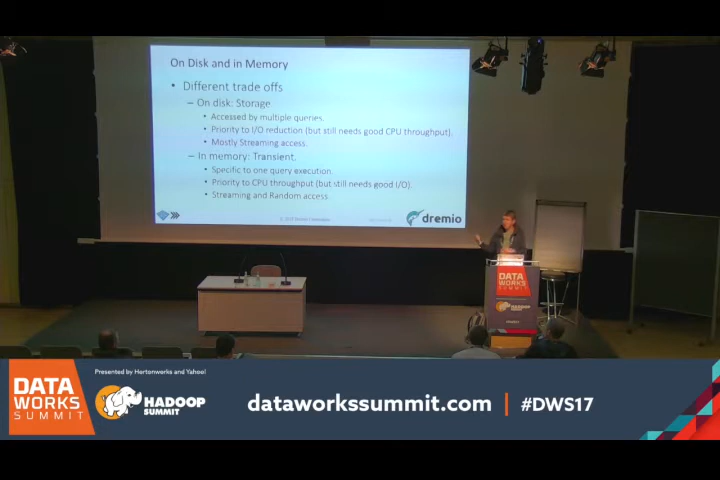 On Disk and in Memory
• Different trade offs
– On disk: Storage
• Accessed by multiple queries.
• Priority to I/O reduction (but still needs good CPU throughput).
• Mostly Streaming access.
– In memory: Transient.
• Specific to one query execution.
• Priority to CPU throughput (but still needs good I/O).
• Streaming and Random access
dremio
DATA
WORKS
SUMMIT
HADOOP
Presented by Hortonworks and Yahoo!
DATA
WORKS
SUMMIT
HADOOP
SUMMIT
dataworkssummit.com | #DWS17